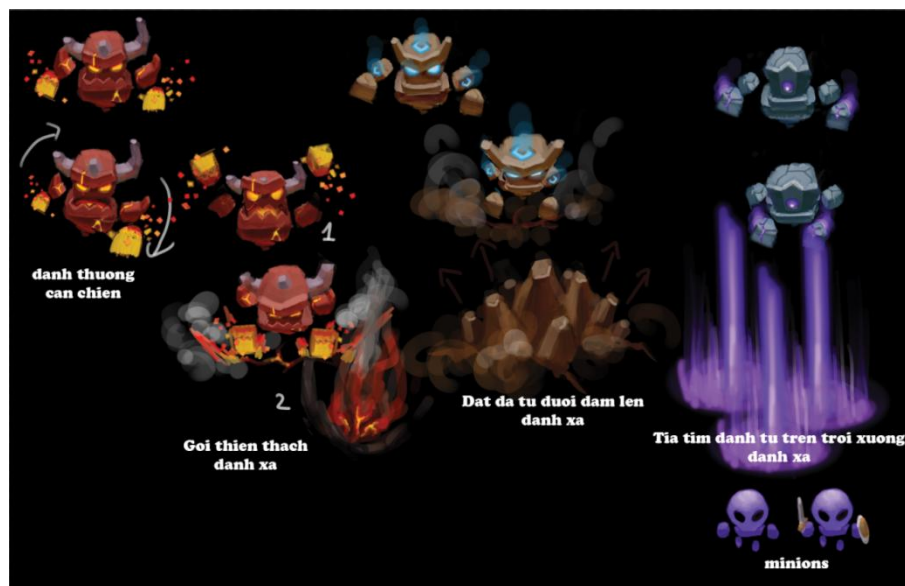 danh thuong
can chien
1
2
Goi thien thach
danh xa
Dat da tu duoi dam len
danh xa
Tia tim danh tu tren troi xuong
danh xa
minions